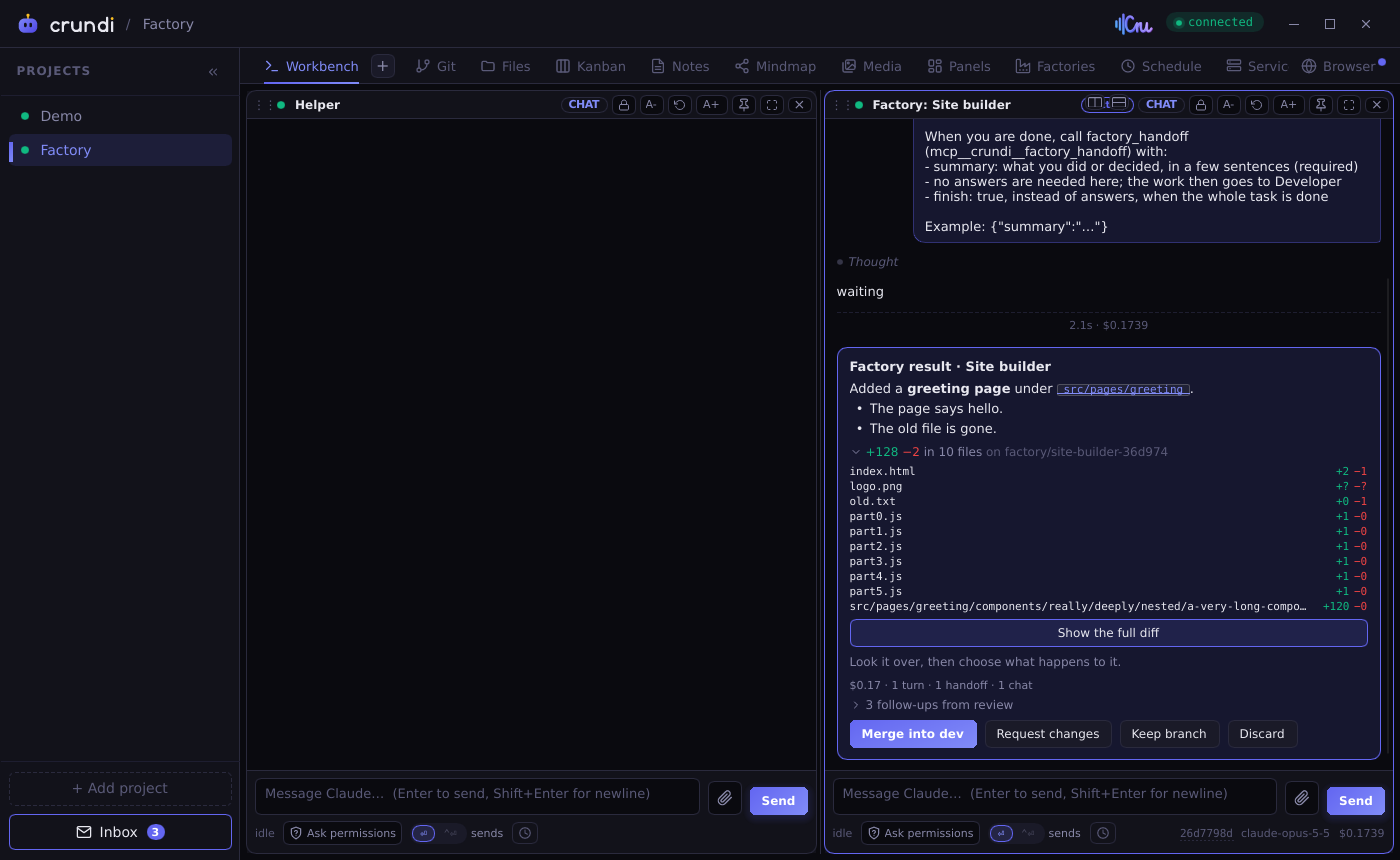 crundi / Factory
Cru
connected
PROJECTS
Workbench
Git
Files
Kanban
Notes
Mindmap
Media
Panels
Factories
Schedule
Servic
Browser
Demo
Factory
+ Add project
Inbox 3
Helper
CHAT
A-
A+
Message Claude… (Enter to send, Shift+Enter for newline)
Send
idle
Ask permissions
sends
Factory: Site builder
CHAT
A-
A+
When you are done, call factory_handoff
(mcp__crundi__factory_handoff) with:
- summary: what you did or decided, in a few sentences (required)
- no answers are needed here; the work then goes to Developer
- finish: true, instead of answers, when the whole task is done
Example: {"summary":"…"}
Thought
waiting
2.1s · $0.1739
Factory result · Site builder
Added a greeting page under src/pages/greeting .
• The page says hello.
• The old file is gone.
+128 −2 in 10 files on factory/site-builder-36d974
index.html +2 −1
logo.png +? −?
old.txt +0 −1
part0.js +1 −0
part1.js +1 −0
part2.js +1 −0
part3.js +1 −0
part4.js +1 −0
part5.js +1 −0
src/pages/greeting/components/really/deeply/nested/a-very-long-compo… +120 −0
Show the full diff
Look it over, then choose what happens to it.
$0.17 · 1 turn · 1 handoff · 1 chat
3 follow-ups from review
Merge into dev
Request changes
Keep branch
Discard
Message Claude… (Enter to send, Shift+Enter for newline)
Send
idle
Ask permissions
sends
26d7798d claude-opus-5-5 $0.1739